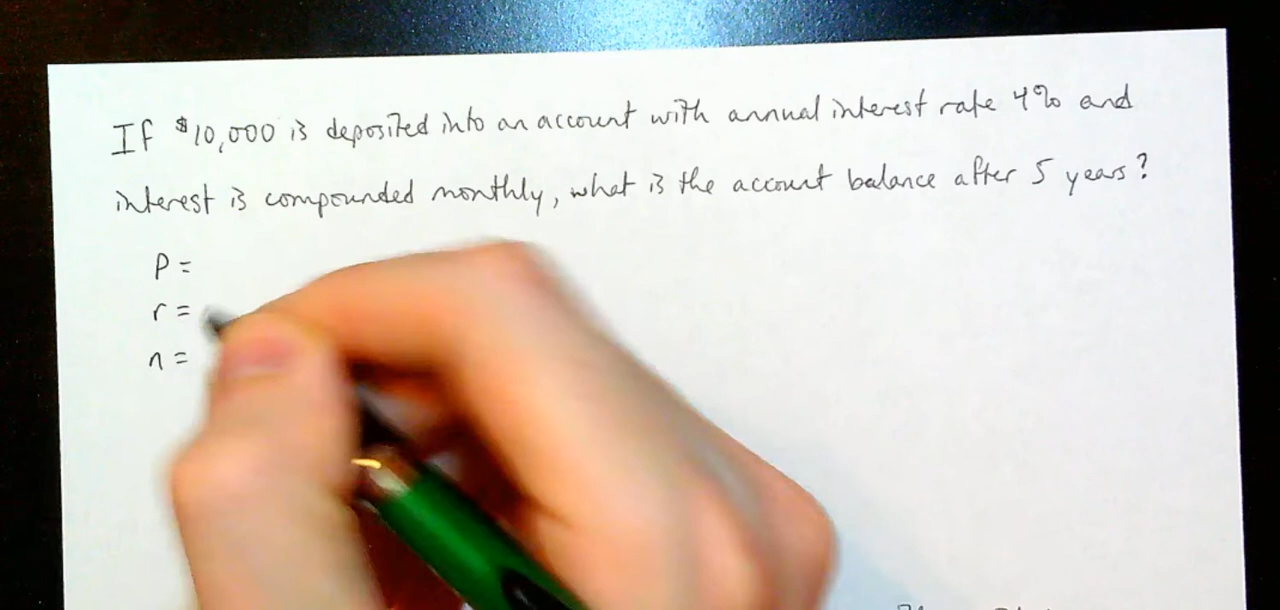 If $10,000 is deposited into an account with annual interest rate 4% and
interest is compounded monthly, what is the account balance after 5 years?
P =
r =
n =